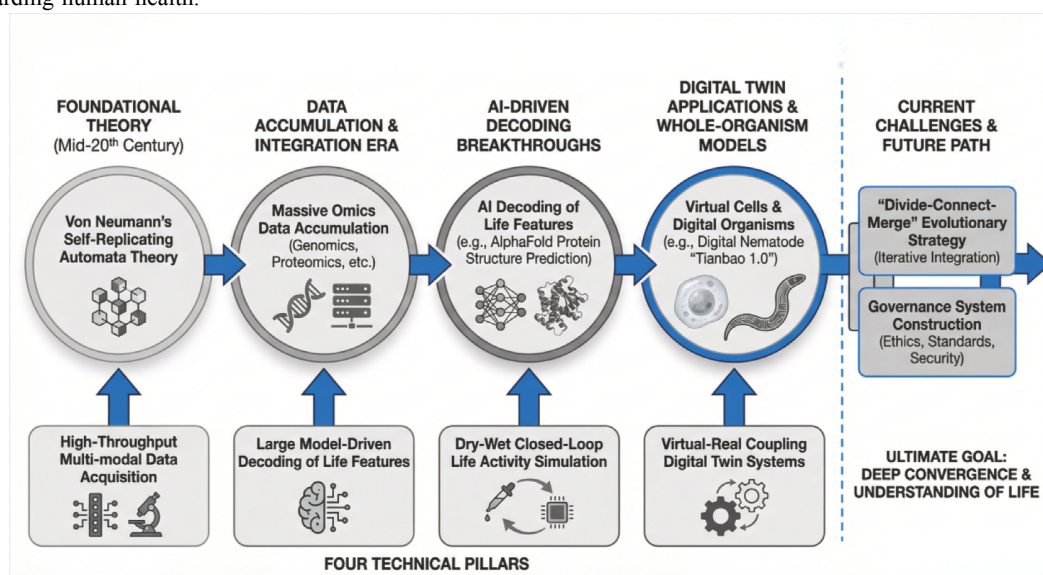 arding human health.
FOUNDATIONAL
THEORY
(Mid-20th Century)
DATA
ACCUMULATION &
INTEGRATION ERA
AI-DRIVEN
DECODING
BREAKTHROUGHS
DIGITAL TWIN
APPLICATIONS &
WHOLE-ORGANISM
MODELS
CURRENT
CHALLENGES &
FUTURE PATH
Von Neumann's
Self-Replicating
Automata Theory
Massive Omics
Data Accumulation
(Genomics,
Proteomics, etc.)
AI Decoding of
Life Features
(e.g., AlphaFold Protein
Structure Prediction)
Virtual Cells &
Digital Organisms
(e.g., Digital Nematode
"Tianbao 1.0")
"Divide-Connect-
Merge" Evolutionary
Strategy
(Iterative Integration)
Governance System
Construction
(Ethics, Standards,
Security)
High-Throughput
Multi-modal Data
Acquisition
Large Model-Driven
Decoding of Life Features
Dry-Wet Closed-Loop
Life Activity Simulation
Virtual-Real Coupling
Digital Twin Systems
ULTIMATE GOAL:
DEEP CONVERGENCE &
UNDERSTANDING OF LIFE
FOUR TECHNICAL PILLARS